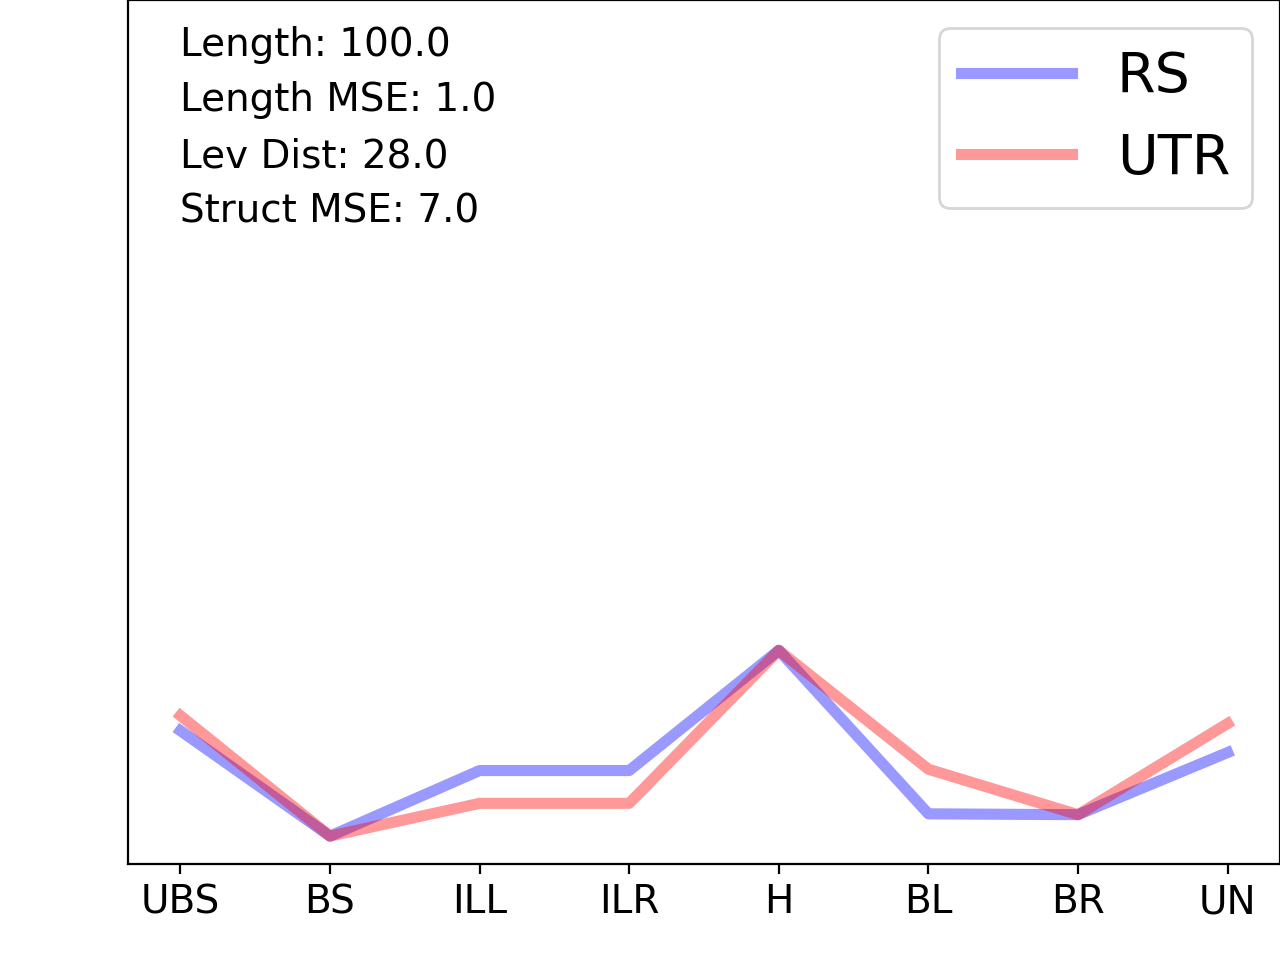 Length: 100.0
Length MSE: 1.0
Lev Dist: 28.0
Struct MSE: 7.0
RS
UTR
UBS BS ILL ILR H BL BR UN